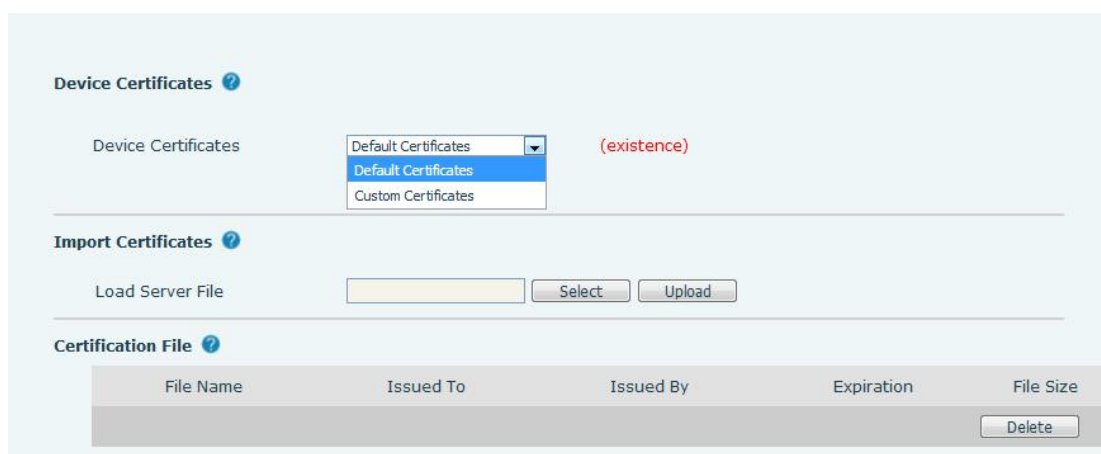 Device Certificates
Device Certificates Default Certificates (existence)
Default Certificates
Custom Certificates
Import Certificates
Load Server File Select Upload
Certification File
File Name Issued To Issued By Expiration File Size
Delete